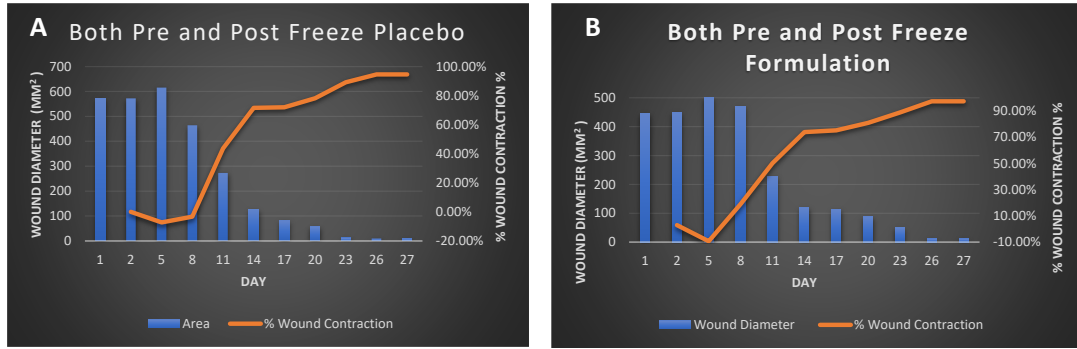 A
Both Pre and Post Freeze Placebo
700
600
500
400
300
200
100
0
WOUND DIAMETER (MM²)
100.00%
80.00%
60.00%
40.00%
20.00%
0.00%
-20.00%
% WOUND CONTRACTION %
1 2 5 8 11 14 17 20 23 26 27
DAY
Area % Wound Contraction
B
Both Pre and Post Freeze
Formulation
500
400
300
200
100
0
WOUND DIAMETER (MM²)
90.00%
70.00%
50.00%
30.00%
10.00%
-10.00%
% WOUND CONTRACTION %
1 2 5 8 11 14 17 20 23 26 27
DAY
Wound Diameter % Wound Contraction